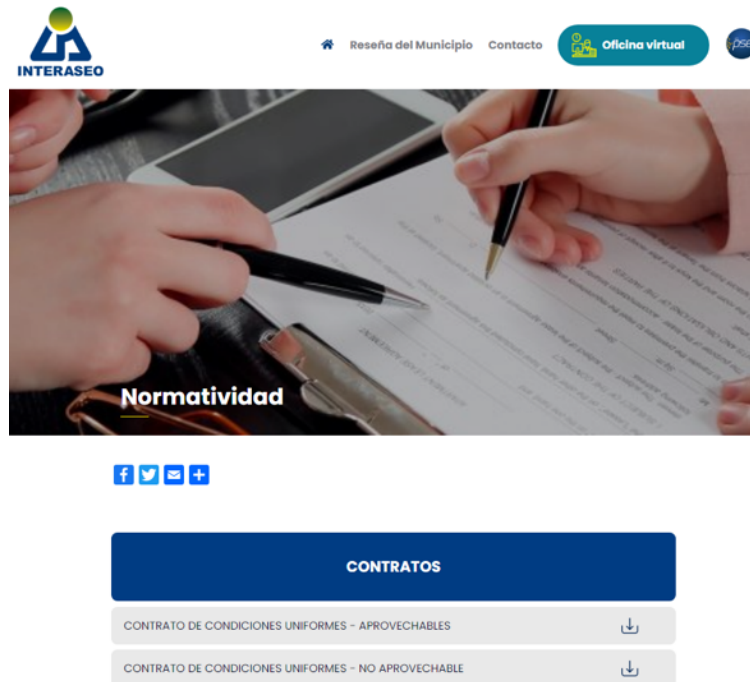 INTERASEO
Reseña del Municipio Contacto Oficina virtual pse
Normatividad
CONTRATOS
CONTRATO DE CONDICIONES UNIFORMES - APROVECHABLES
CONTRATO DE CONDICIONES UNIFORMES - NO APROVECHABLE